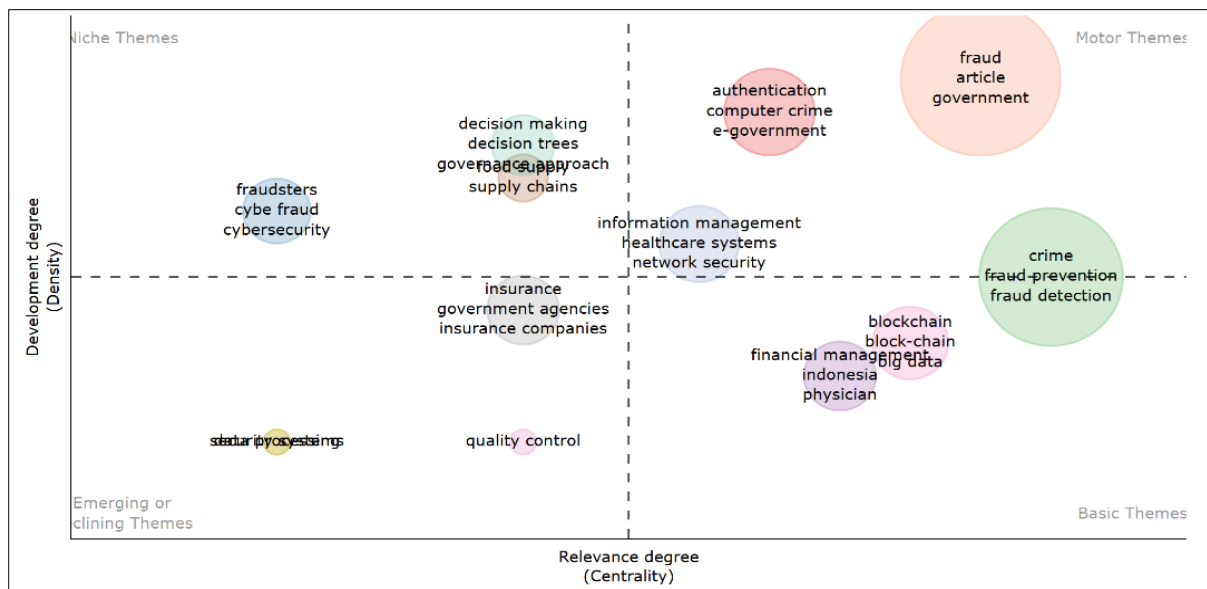 Niche Themes
Motor Themes
fraud
article
government
authentication
computer crime
e-government
decision making
decision trees
governance approach
food supply
supply chains
fraudsters
cybe fraud
cybersecurity
information management
healthcare systems
network security
crime
fraud prevention
fraud detection
insurance
government agencies
insurance companies
blockchain
block-chain
big data
financial management
indonesia
physician
quality control
Emerging or
clining Themes
Basic Themes
Development degree
(Density)
Relevance degree
(Centrality)